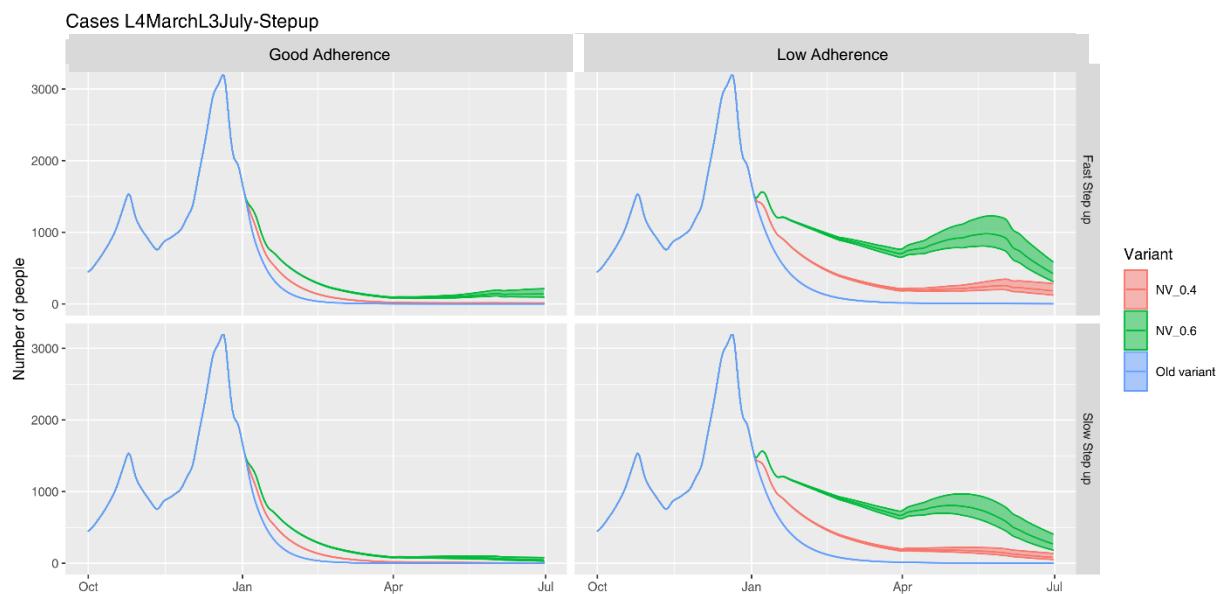 Cases L4MarchL3July-Stepup
Good Adherence
Low Adherence
Number of people
3000
2000
1000
0
Fast Step up
3000
2000
1000
0
Slow Step up
Oct
Jan
Apr
Jul
Oct
Jan
Apr
Jul
Variant
NV_0.4
NV_0.6
Old variant